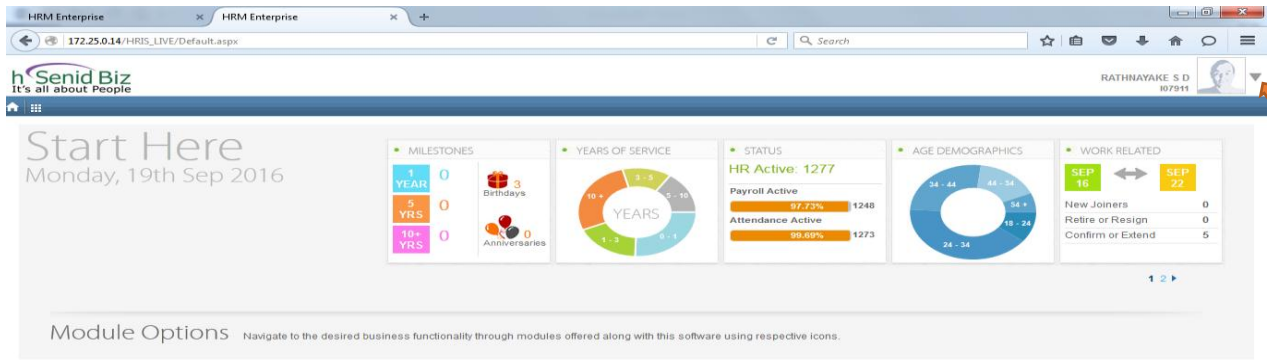 HRM Enterprise
HRM Enterprise
172.25.0.14/HRIS_LIVE/Default.aspx
Search
hSenid Biz
It's all about People
RATHNAYAKE S D
I07911
Start Here
Monday, 19th Sep 2016
MILESTONES
1 YEAR 0
5 YRS 0
10+ YRS 0
3
Birthdays
0
Anniversaries
YEARS OF SERVICE
3 - 5
5 - 10
0 - 1
1 - 3
10 +
YEARS
STATUS
HR Active: 1277
Payroll Active
97.73% 1248
Attendance Active
99.69% 1273
AGE DEMOGRAPHICS
34 - 44
44 - 54
54 +
18 - 24
24 - 34
WORK RELATED
SEP 16
SEP 22
New Joiners 0
Retire or Resign 0
Confirm or Extend 5
1 2
Module Options Navigate to the desired business functionality through modules offered along with this software using respective icons.